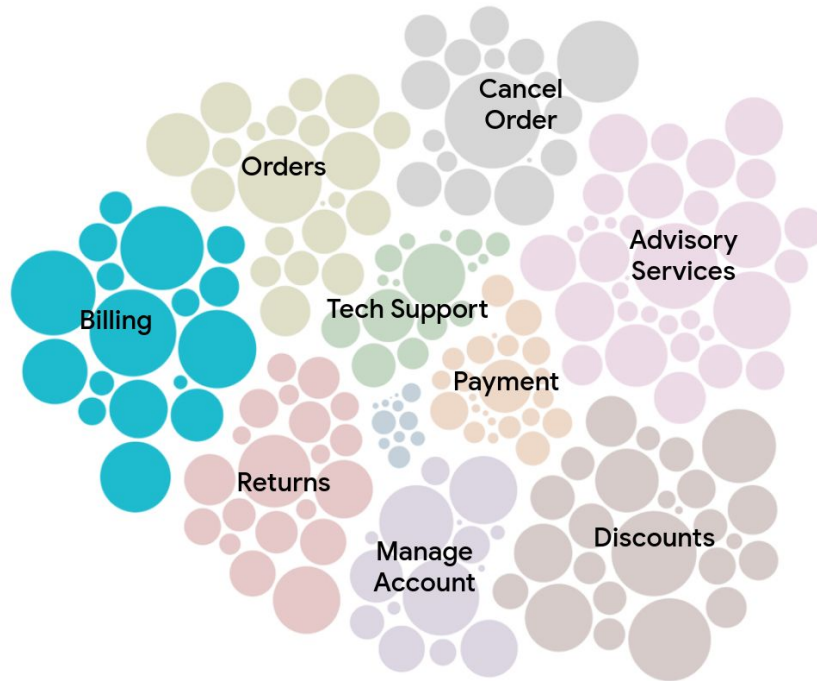 Cancel
Order
Orders
Advisory
Services
Billing
Tech Support
Payment
Returns
Discounts
Manage
Account